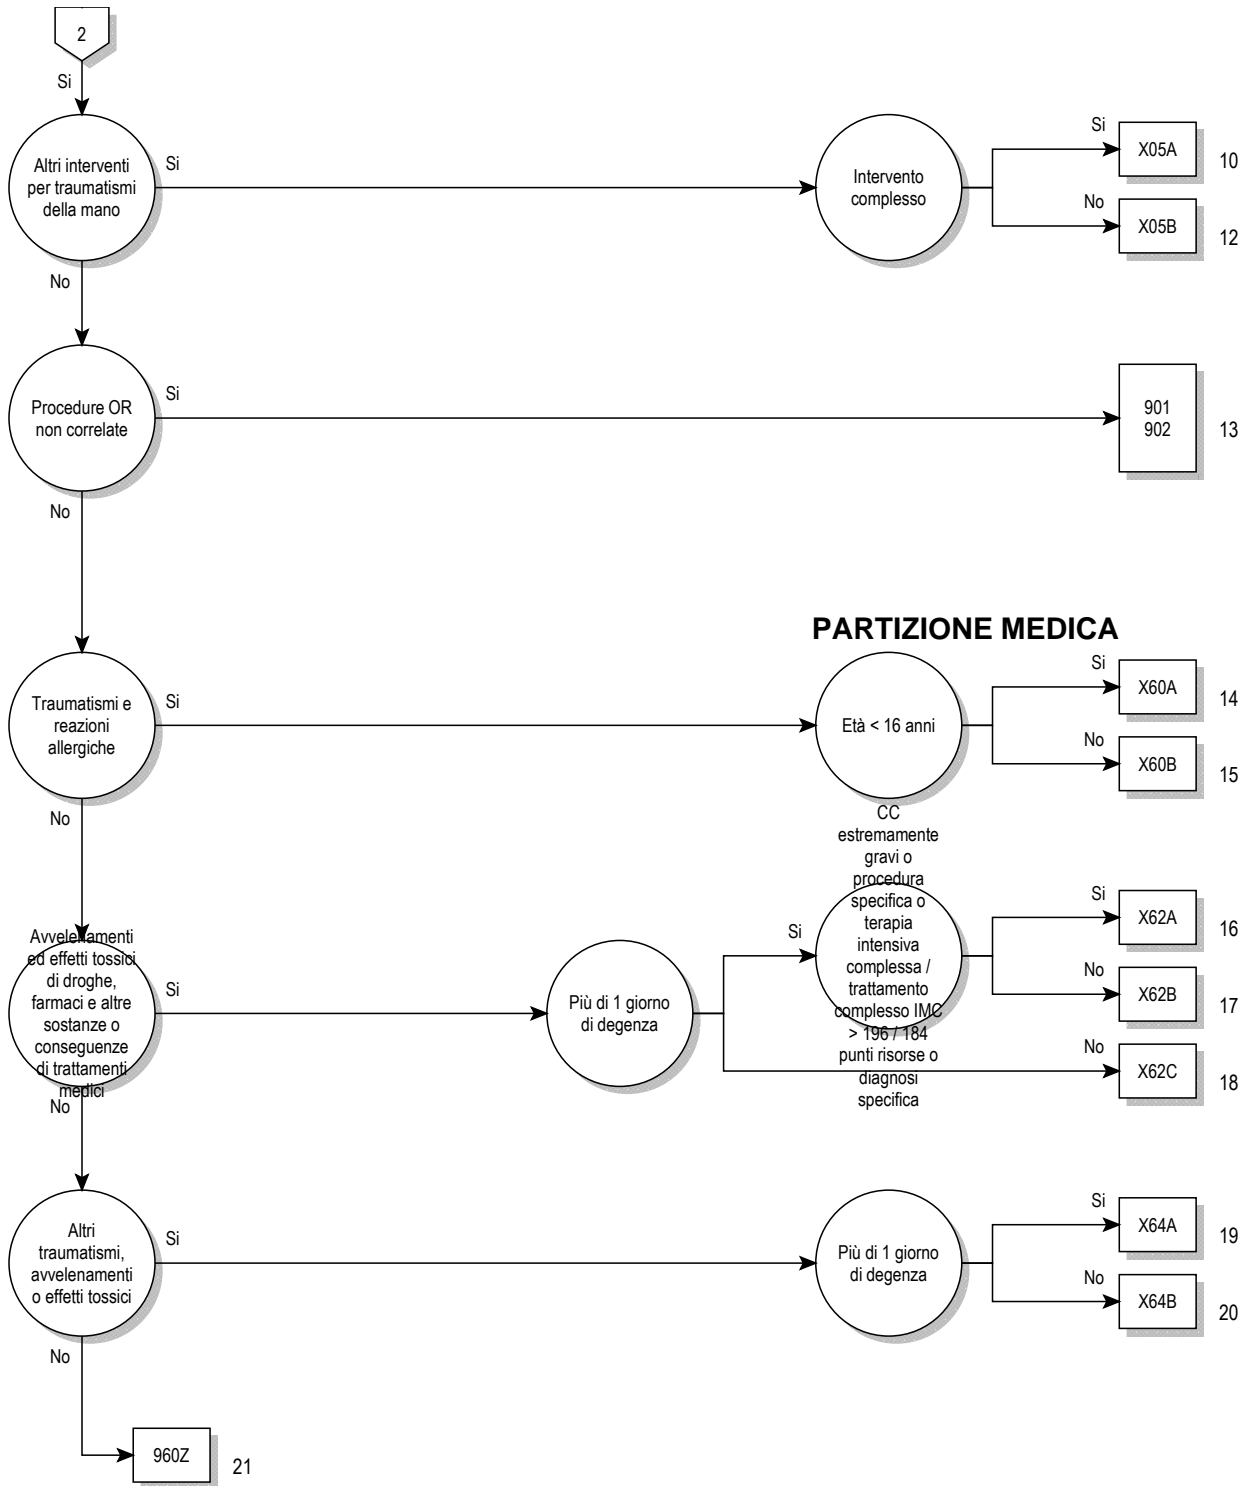 2
Si
Altri interventi
per traumatismi
della mano
Si
Intervento
complesso
Si
X05A
10
No
X05B
12
No
Procedure OR
non correlate
Si
901
902
13
No
PARTIZIONE MEDICA
Traumatismi e
reazioni
allergiche
Si
Età < 16 anni
Si
X60A
14
No
X60B
15
No
Avvelenamenti
ed effetti tossici
di droghe,
farmaci e altre
sostanze o
conseguenze
di trattamenti
medici
Si
Più di 1 giorno
di degenza
Si
CC
estremamente
gravi o
procedura
specifica o
terapia
intensiva
complessa /
trattamento
complesso IMC
> 196 / 184
punti risorse o
diagnosi
specifica
Si
X62A
16
No
X62B
17
No
X62C
18
No
Altri
traumatismi,
avvelenamenti
o effetti tossici
Si
Più di 1 giorno
di degenza
Si
X64A
19
No
X64B
20
No
960Z
21